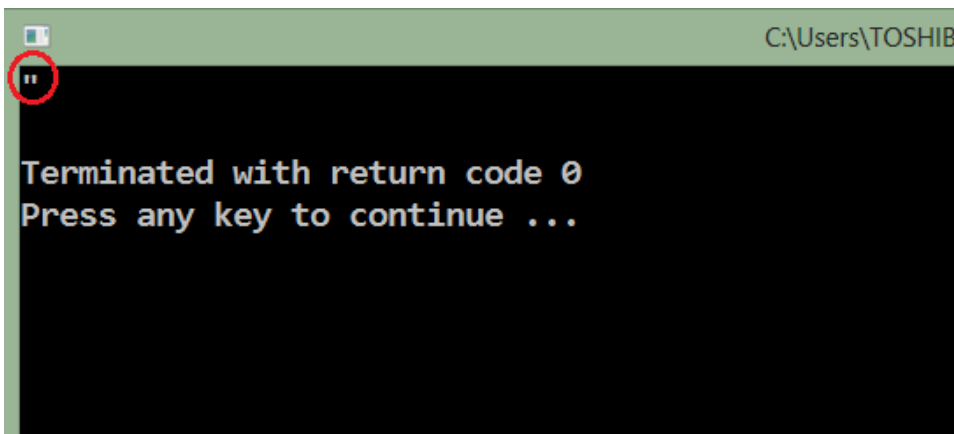 C:\Users\TOSHIB
"
Terminated with return code 0
Press any key to continue ...